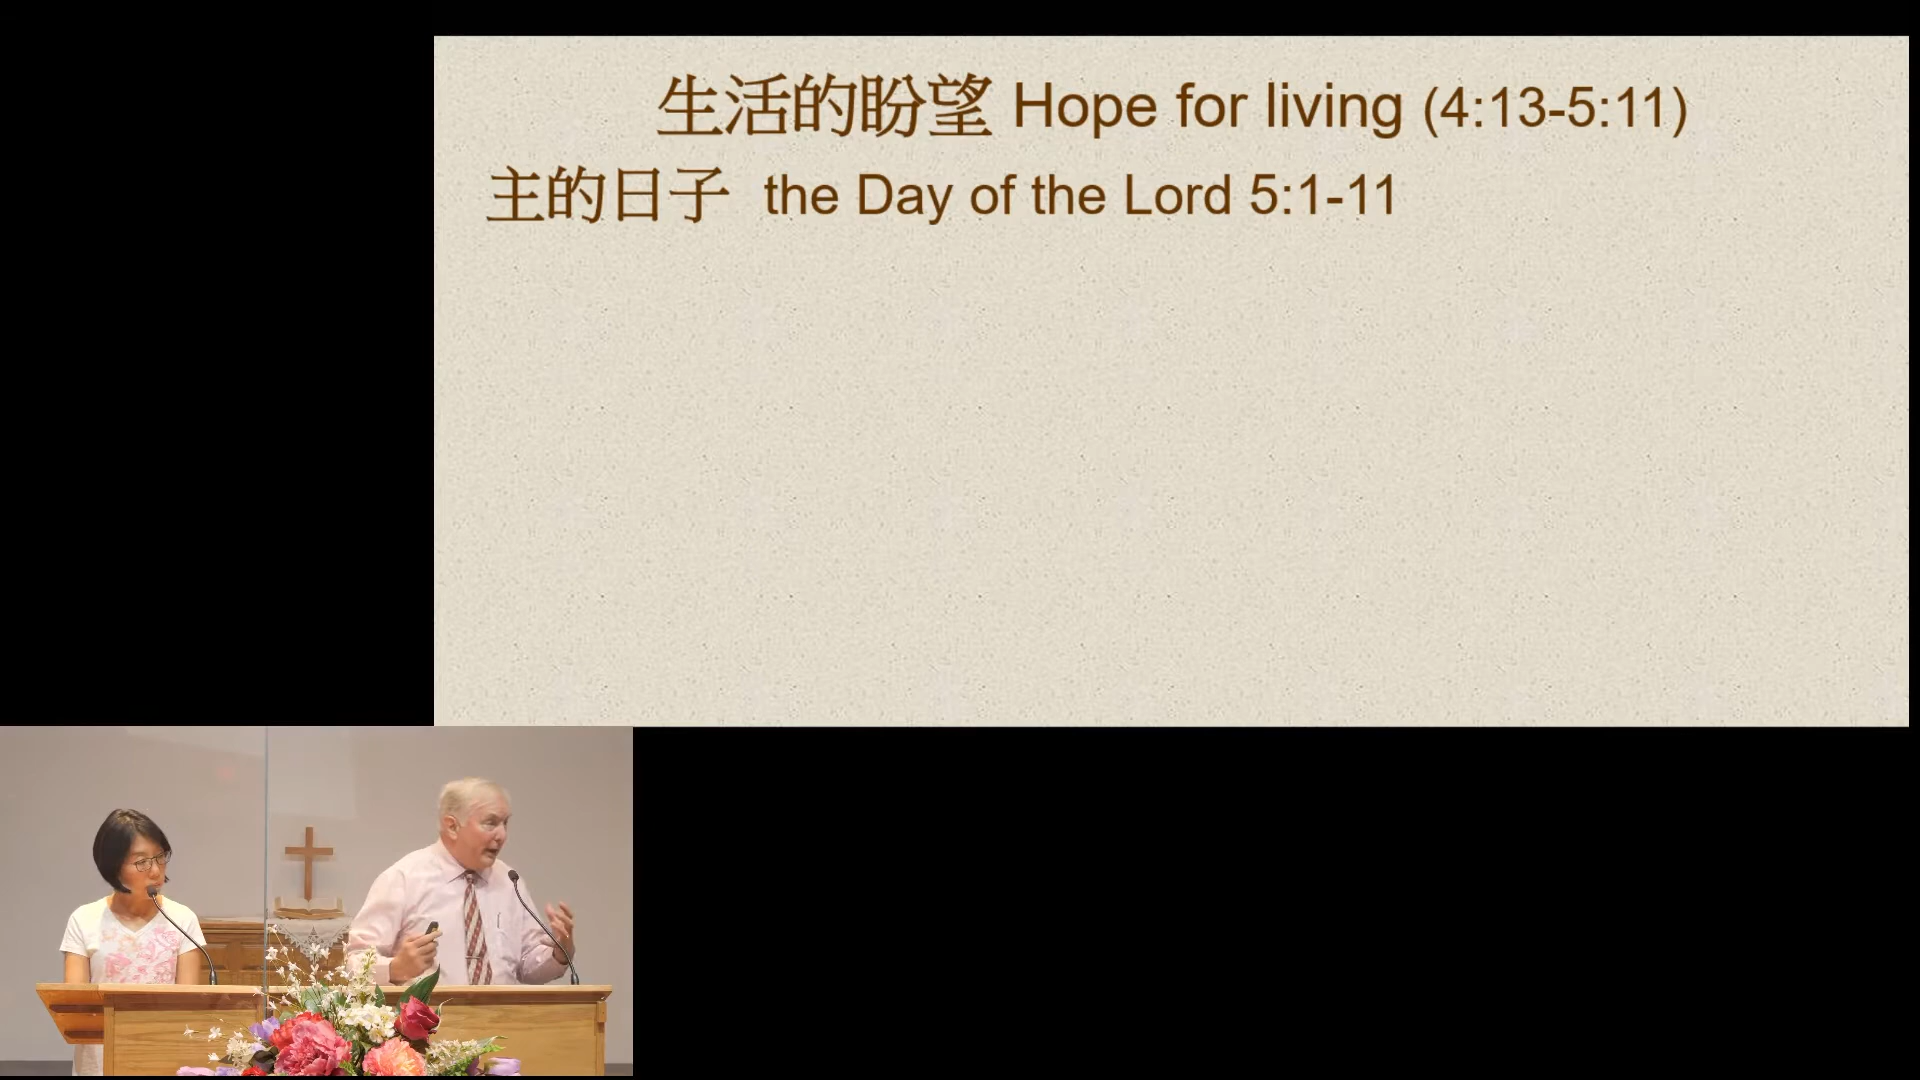 生活的盼望 Hope for living (4:13-5:11)
主的日子 the Day of the Lord 5:1-11